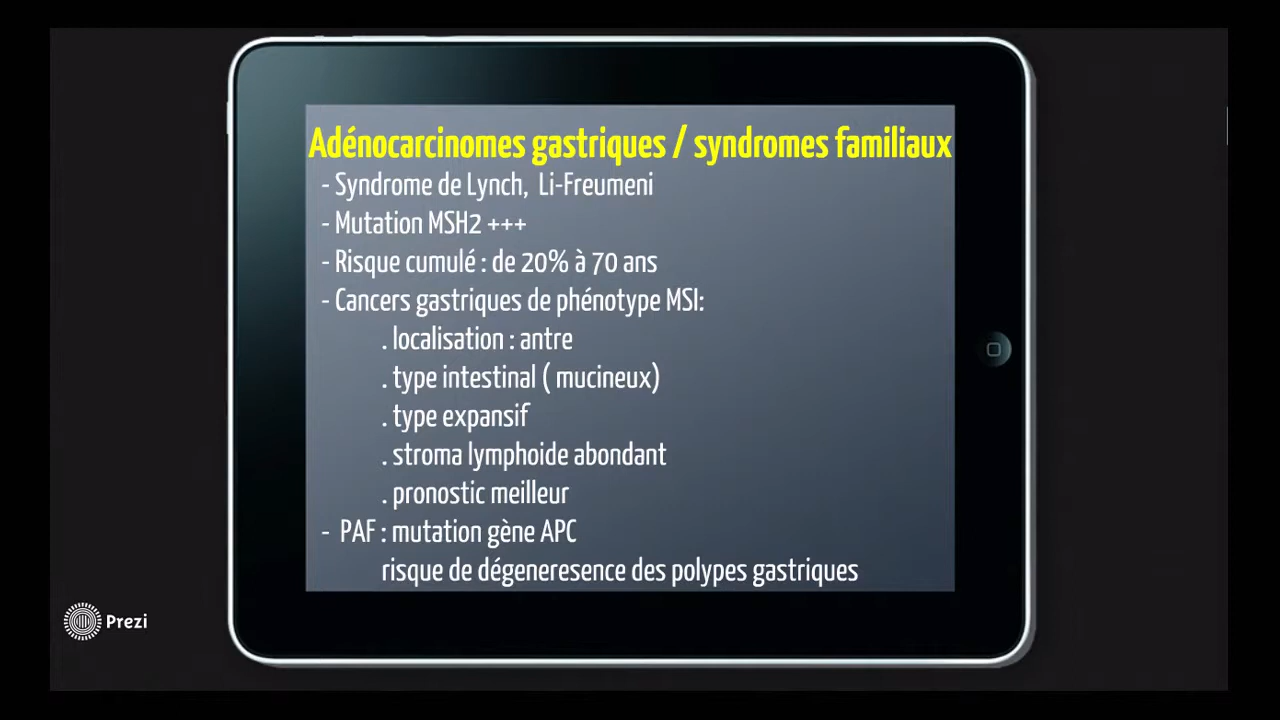 Adénocarcinomes gastriques / syndromes familiaux
- Syndrome de Lynch, Li-Freumeni
- Mutation MSH2 +++
- Risque cumulé : de 20% à 70 ans
- Cancers gastriques de phénotype MSI:
. localisation : antre
. type intestinal ( mucineux)
. type expansif
. stroma lymphoide abondant
. pronostic meilleur
- PAF : mutation gène APC
risque de dégeneresence des polypes gastriques
Prezi